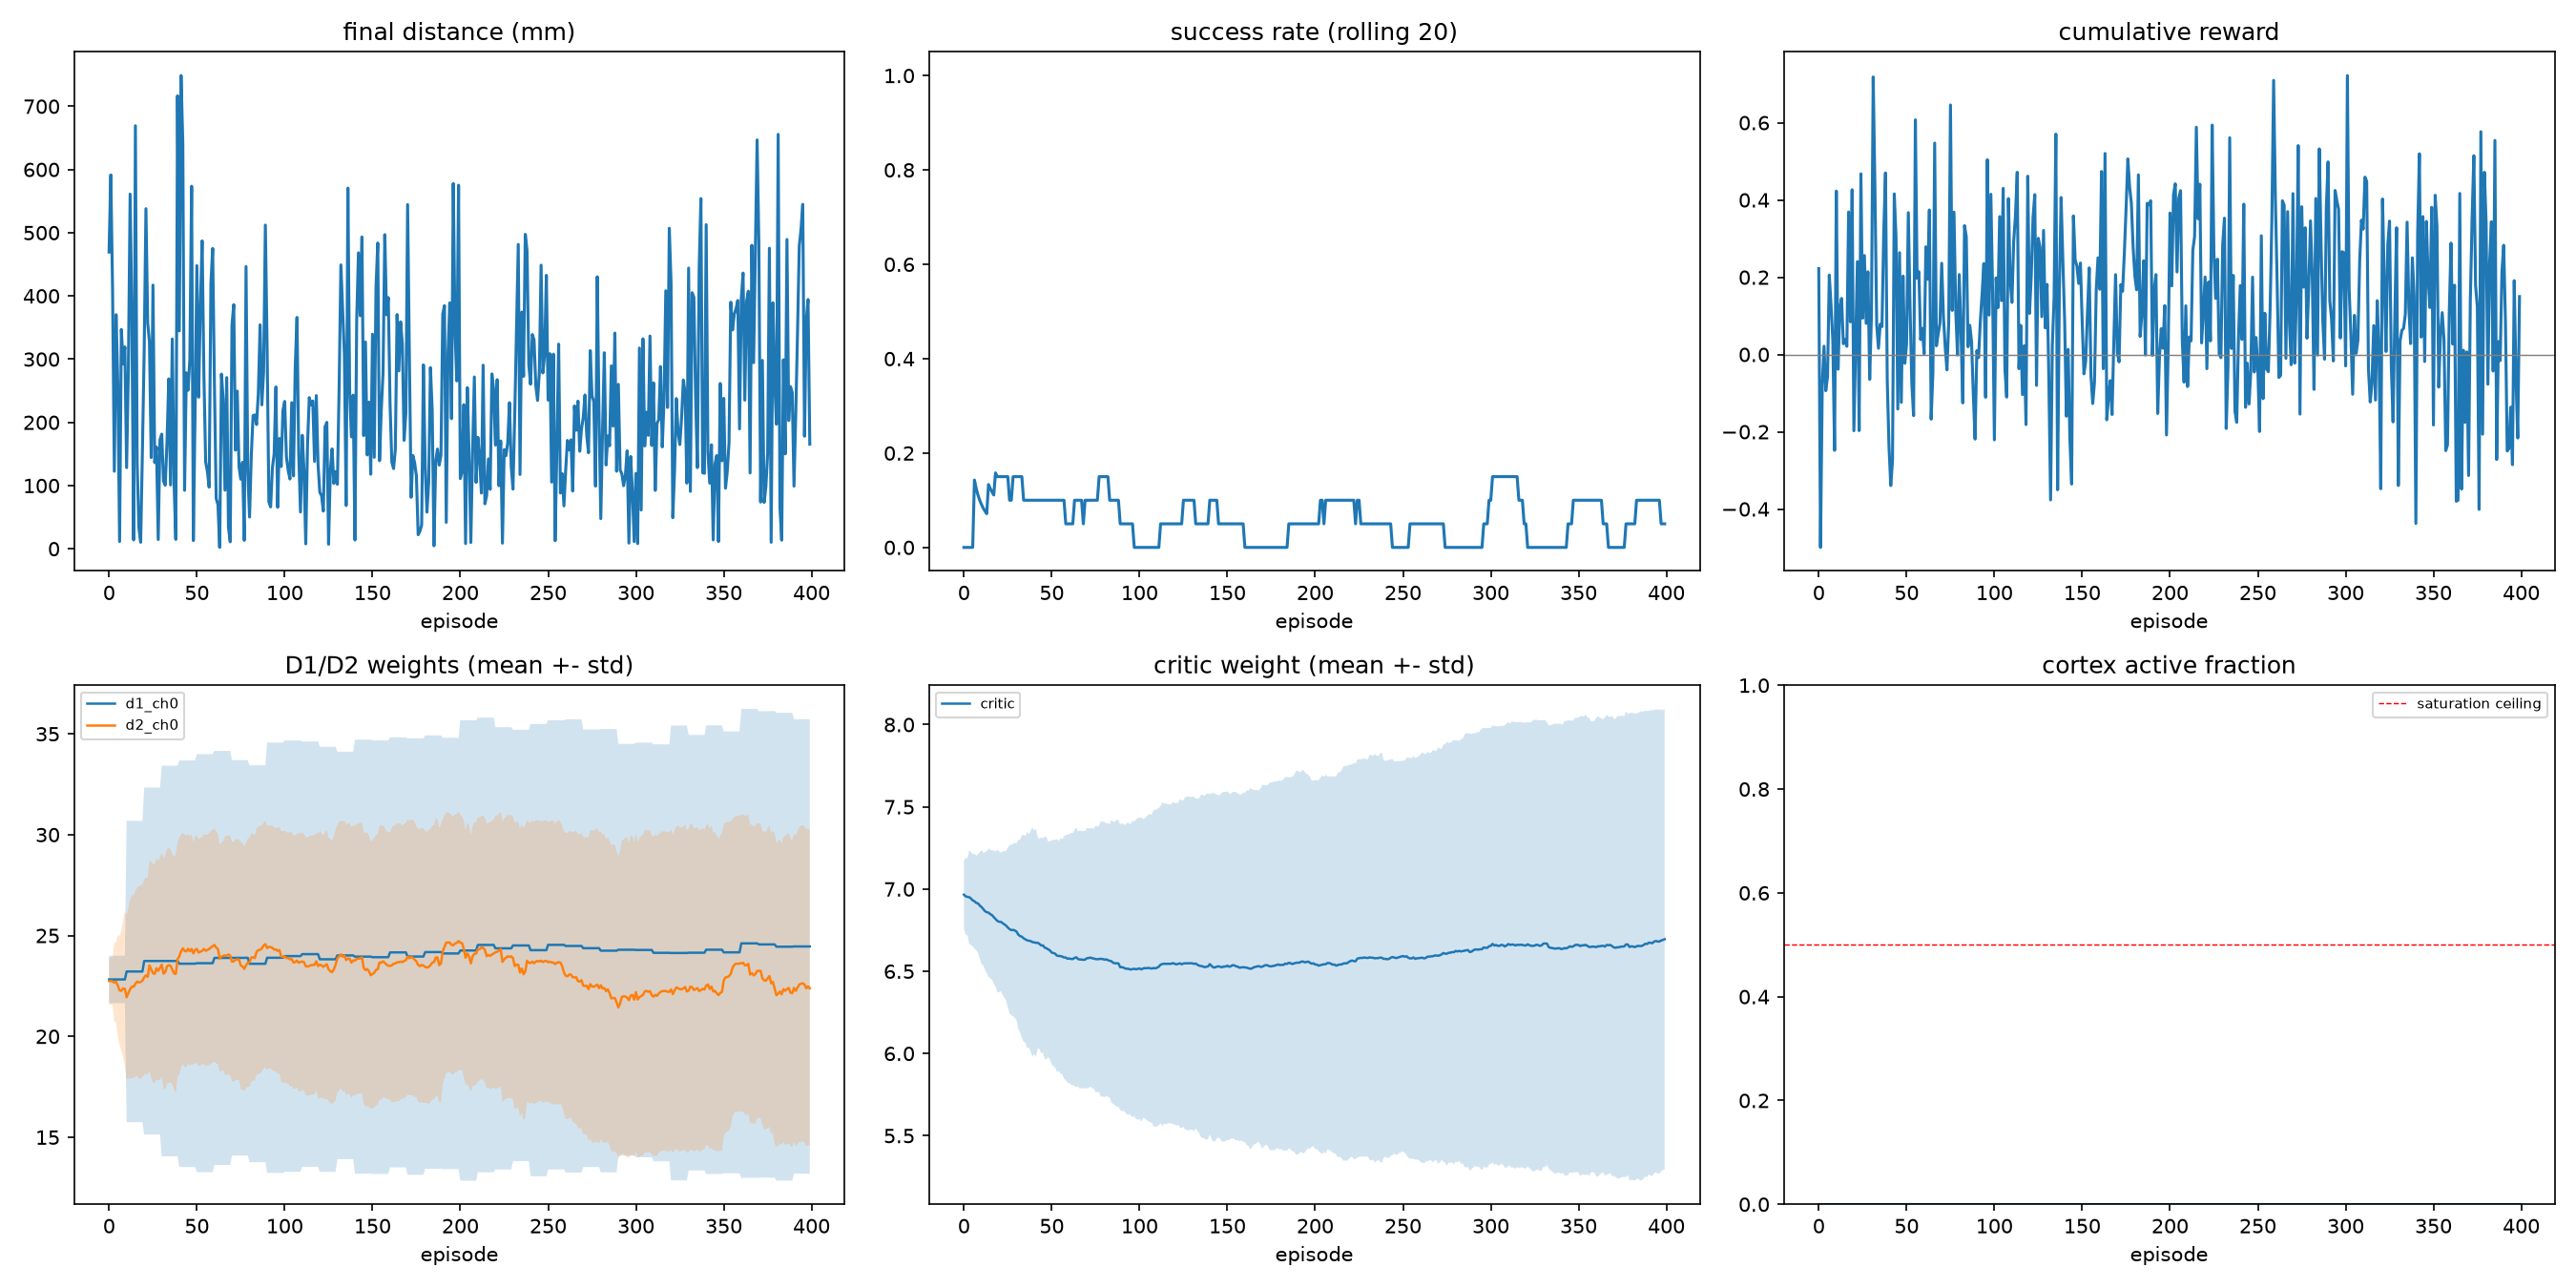 final distance (mm)
700
600
500
400
300
200
100
0
0 50 100 150 200 250 300 350 400
episode
success rate (rolling 20)
1.0
0.8
0.6
0.4
0.2
0.0
0 50 100 150 200 250 300 350 400
episode
cumulative reward
0.6
0.4
0.2
0.0
−0.2
−0.4
0 50 100 150 200 250 300 350 400
episode
D1/D2 weights (mean +- std)
d1_ch0
d2_ch0
35
30
25
20
15
0 50 100 150 200 250 300 350 400
episode
critic weight (mean +- std)
critic
8.0
7.5
7.0
6.5
6.0
5.5
0 50 100 150 200 250 300 350 400
episode
cortex active fraction
saturation ceiling
1.0
0.8
0.6
0.4
0.2
0.0
0 50 100 150 200 250 300 350 400
episode